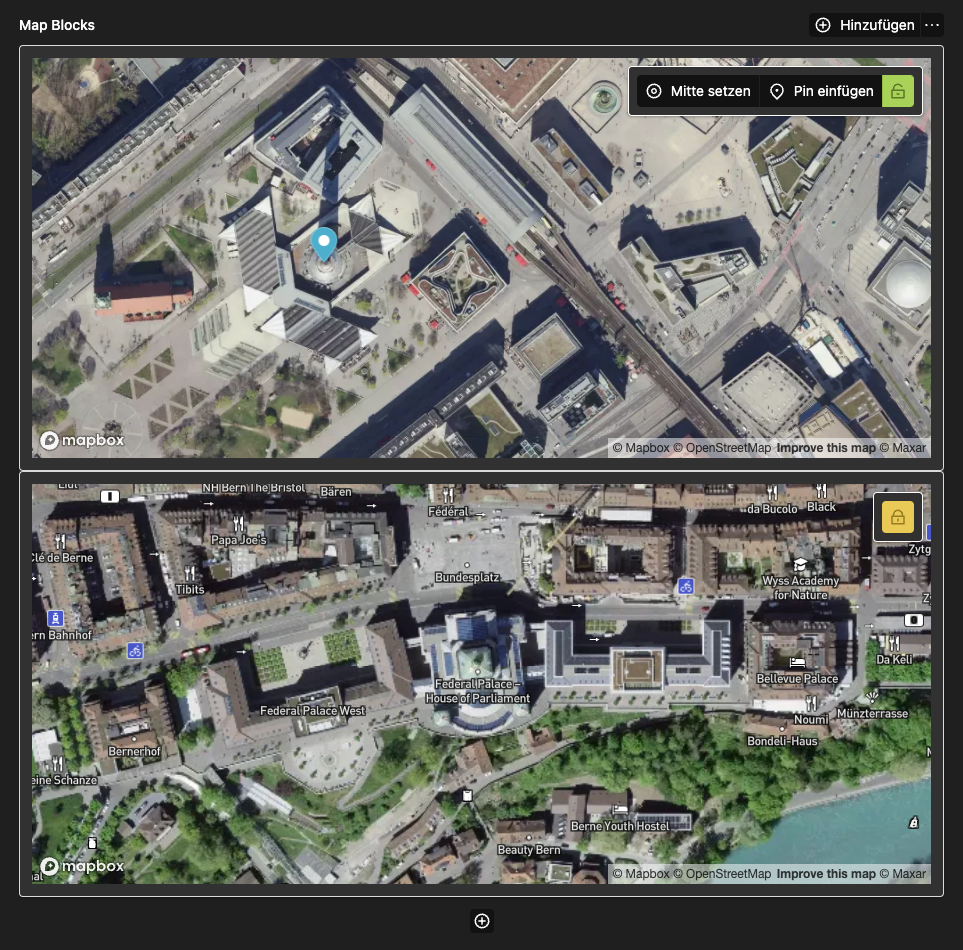 Map Blocks
Hinzufügen
Mitte setzen
Pin einfügen
mapbox
© Mapbox © OpenStreetMap Improve this map © Maxar
NH Bern The Bristol
Bären
Fédéral
da Bucolo
Black
Papa Joe's
Clé de Berne
Zytg
Tibits
Bundesplatz
Wyss Academy
for Nature
ern Bahnhof
Da Kéli
Federal Palace –
House of Parliament
Bellevue Palace
Federal Palace West
Noumi
Münzterrasse
Bernerhof
Bondeli-Haus
eine Schanze
Berne Youth Hostel
Beauty Bern
mapbox
© Mapbox © OpenStreetMap Improve this map © Maxar